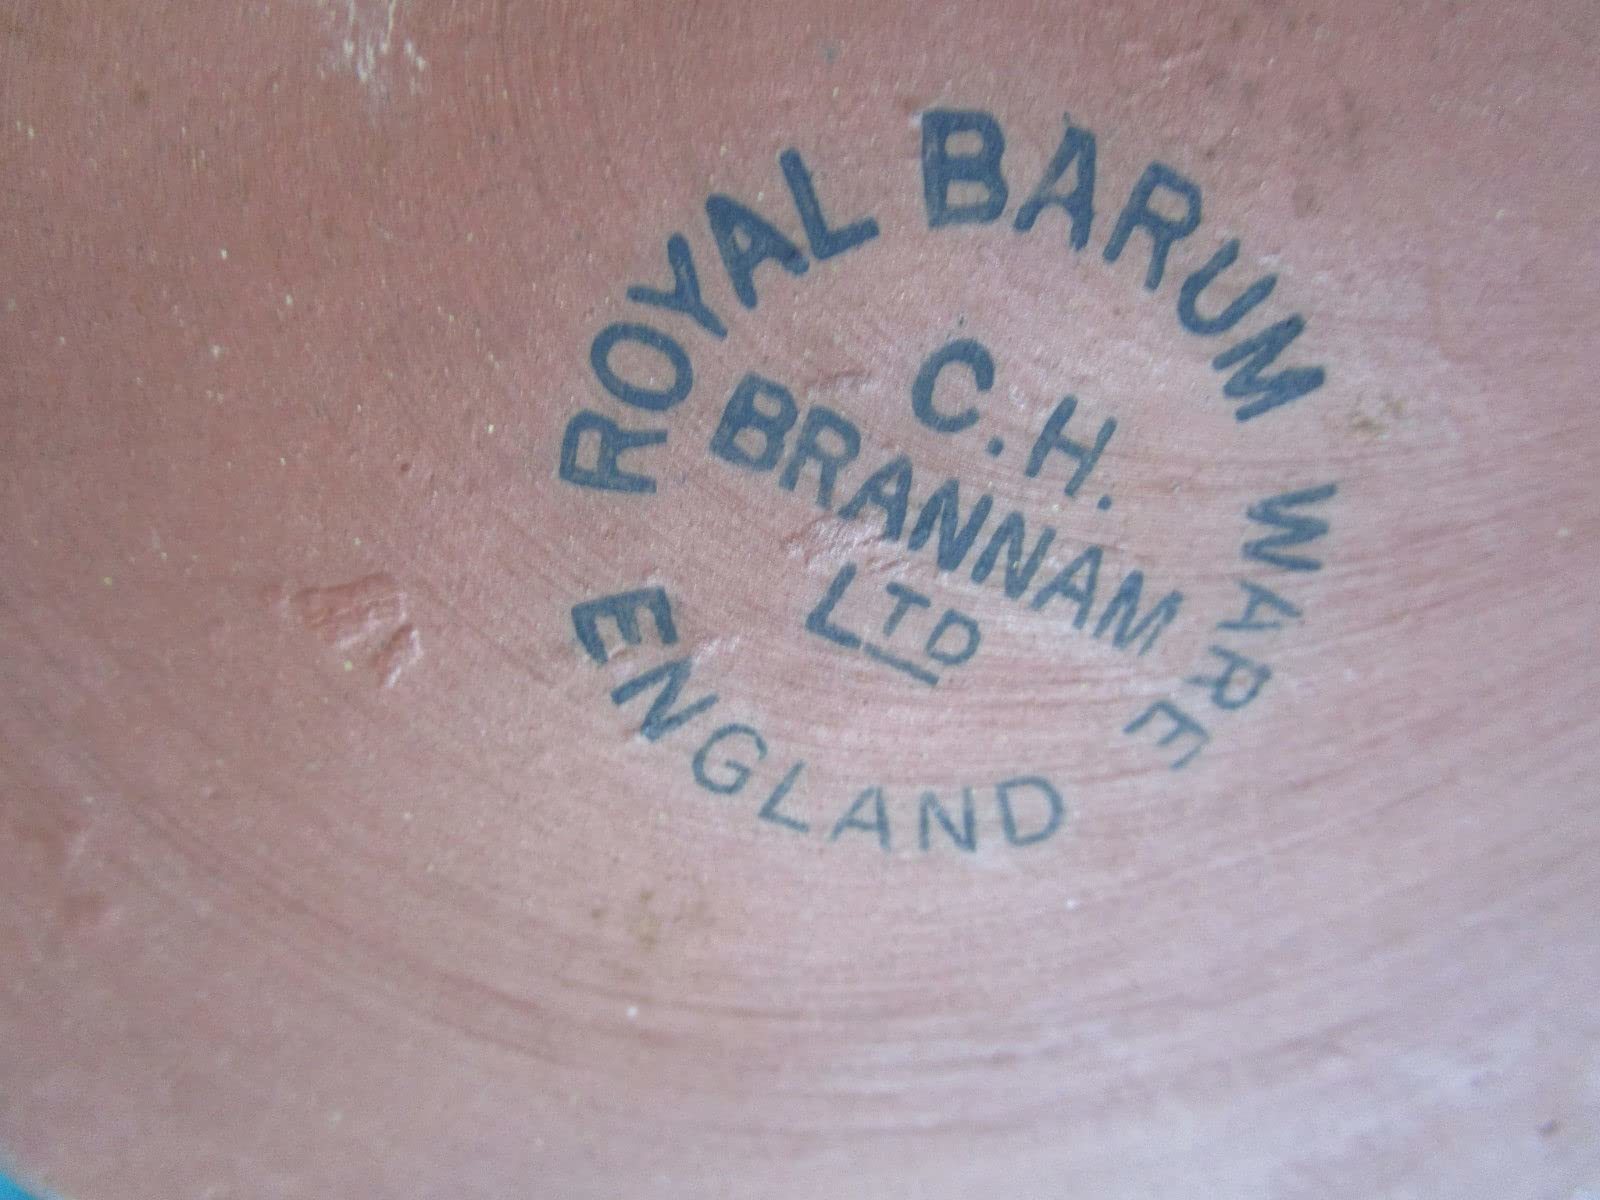 ROYAL BARUM WARE
C.H.
BRANNAM
LTD
ENGLAND